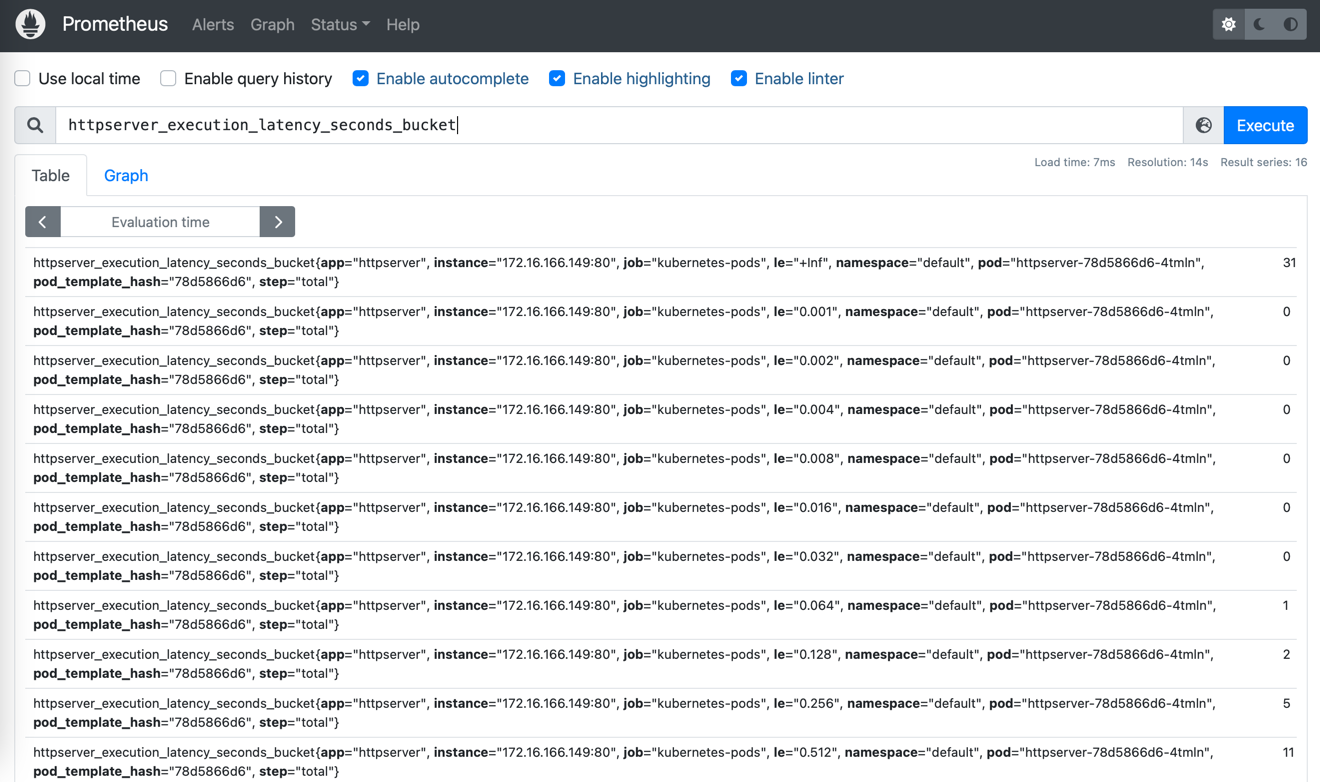 Prometheus Alerts Graph Status Help
Use local time Enable query history Enable autocomplete Enable highlighting Enable linter
httpserver_execution_latency_seconds_bucket Execute
Load time: 7ms Resolution: 14s Result series: 16
Table Graph
Evaluation time
httpserver_execution_latency_seconds_bucket{app="httpserver", instance="172.16.166.149:80", job="kubernetes-pods", le="+Inf", namespace="default", pod="httpserver-78d5866d6-4tmln", 31
pod_template_hash="78d5866d6", step="total"}
httpserver_execution_latency_seconds_bucket{app="httpserver", instance="172.16.166.149:80", job="kubernetes-pods", le="0.001", namespace="default", pod="httpserver-78d5866d6-4tmln", 0
pod_template_hash="78d5866d6", step="total"}
httpserver_execution_latency_seconds_bucket{app="httpserver", instance="172.16.166.149:80", job="kubernetes-pods", le="0.002", namespace="default", pod="httpserver-78d5866d6-4tmln", 0
pod_template_hash="78d5866d6", step="total"}
httpserver_execution_latency_seconds_bucket{app="httpserver", instance="172.16.166.149:80", job="kubernetes-pods", le="0.004", namespace="default", pod="httpserver-78d5866d6-4tmln", 0
pod_template_hash="78d5866d6", step="total"}
httpserver_execution_latency_seconds_bucket{app="httpserver", instance="172.16.166.149:80", job="kubernetes-pods", le="0.008", namespace="default", pod="httpserver-78d5866d6-4tmln", 0
pod_template_hash="78d5866d6", step="total"}
httpserver_execution_latency_seconds_bucket{app="httpserver", instance="172.16.166.149:80", job="kubernetes-pods", le="0.016", namespace="default", pod="httpserver-78d5866d6-4tmln", 0
pod_template_hash="78d5866d6", step="total"}
httpserver_execution_latency_seconds_bucket{app="httpserver", instance="172.16.166.149:80", job="kubernetes-pods", le="0.032", namespace="default", pod="httpserver-78d5866d6-4tmln", 0
pod_template_hash="78d5866d6", step="total"}
httpserver_execution_latency_seconds_bucket{app="httpserver", instance="172.16.166.149:80", job="kubernetes-pods", le="0.064", namespace="default", pod="httpserver-78d5866d6-4tmln", 1
pod_template_hash="78d5866d6", step="total"}
httpserver_execution_latency_seconds_bucket{app="httpserver", instance="172.16.166.149:80", job="kubernetes-pods", le="0.128", namespace="default", pod="httpserver-78d5866d6-4tmln", 2
pod_template_hash="78d5866d6", step="total"}
httpserver_execution_latency_seconds_bucket{app="httpserver", instance="172.16.166.149:80", job="kubernetes-pods", le="0.256", namespace="default", pod="httpserver-78d5866d6-4tmln", 5
pod_template_hash="78d5866d6", step="total"}
httpserver_execution_latency_seconds_bucket{app="httpserver", instance="172.16.166.149:80", job="kubernetes-pods", le="0.512", namespace="default", pod="httpserver-78d5866d6-4tmln", 11
pod_template_hash="78d5866d6", step="total"}